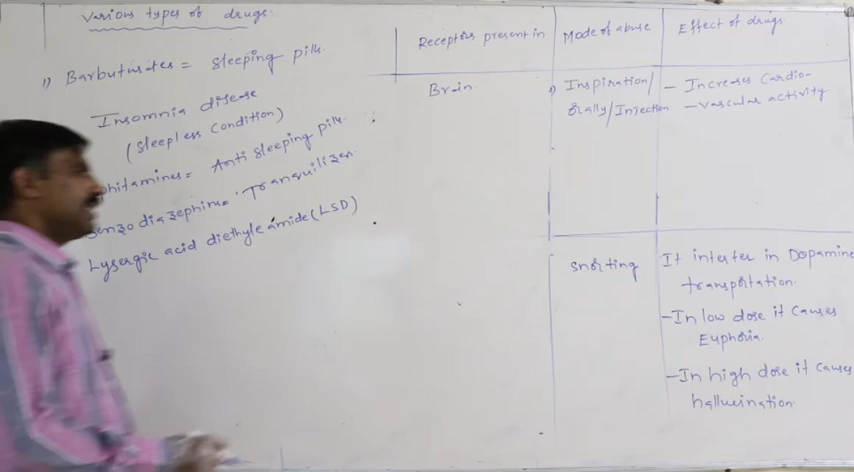 Various types of drugs
1) Barbuturates = Sleeping pills.
Insomnia disease
(Sleepless Condition)
phitamines = Anti sleeping pills.
Benzodiazephins = Tranquilizer.
Lysergic acid diethyle amide (LSD)
Receptors present in
Brain
Mode of abuse
1) Inspiration/
orally/Injection
Snorting
Effect of drugs
- Increases Cardio-
- vascular activity
It interfer in Dopamine
transportation.
- In low dose it causes
Euphoria.
- In high dose it causes
hallucination.